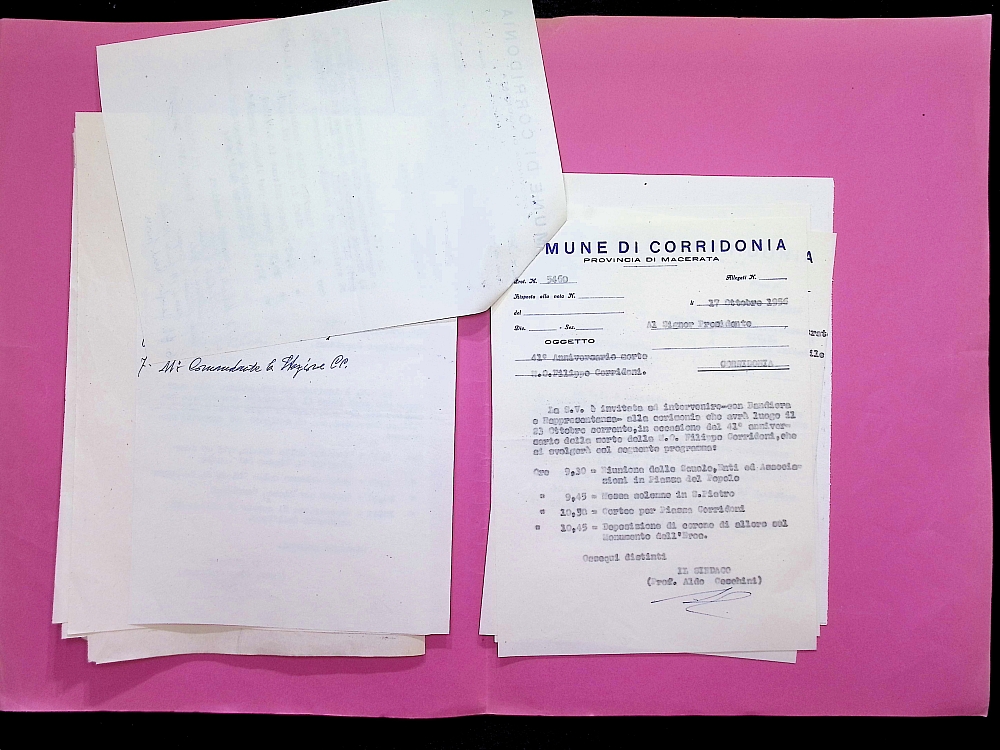 7- Mo Comandante la Stazione CC.
MUNE DI CORRIDONIA
PROVINCIA DI MACERATA
Prot. N. 5460
Allegati N.
Risposta alla nota N.
li 17 Ottobre 1956
del
Div. - Sez.
Al Signor Presidente
OGGETTO
41° Anniversario morte
M.O.Filippo Corridoni.
CORRIDONIA
La S.V. è invitata ad intervenire-con Bandiera
e Rappresentanza- alla cerimonia che avrà luogo il
23 Ottobre corrente,in occasione del 41° anniver-
sario della morte della M.O. Filippo Corridoni,che
si svolgerà col seguente programma:
Ore 9,30 = Riunione delle Scuole,Enti ed Associa-
zioni in Piazza del Popolo
" 9,45 = Messa solenne in S.Pietro
" 10,30 = Corteo per Piazza Corridoni
" 10,45 = Deposizione di corone di alloro sul
Monumento dell'Eroe.
Ossequi distinti
IL SINDACO
(Prof. Aldo Ceschini)
A